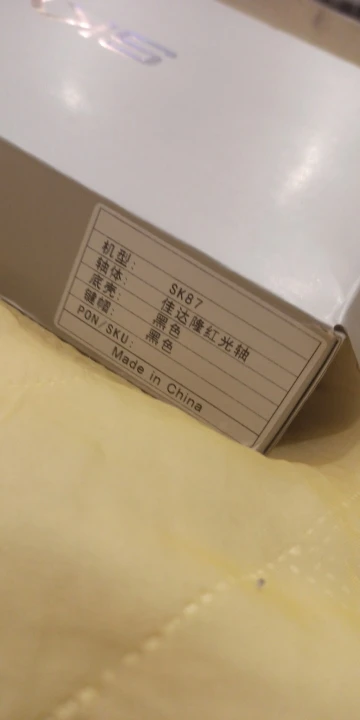 SK
机型: SK87
轴体: 佳达隆红光轴
底壳: 黑色
键帽: 黑色
PON/SKU:
Made in China